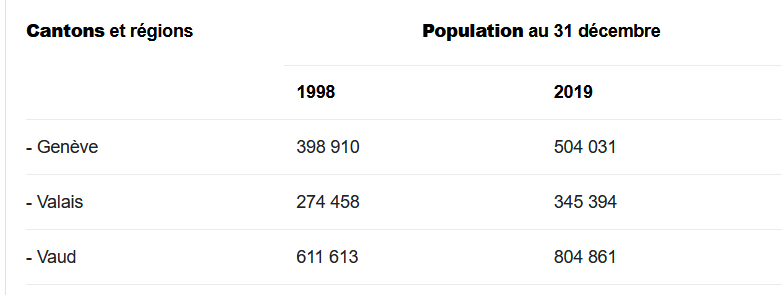 Cantons et régions Population au 31 décembre
1998 2019
- Genève 398 910 504 031
- Valais 274 458 345 394
- Vaud 611 613 804 861